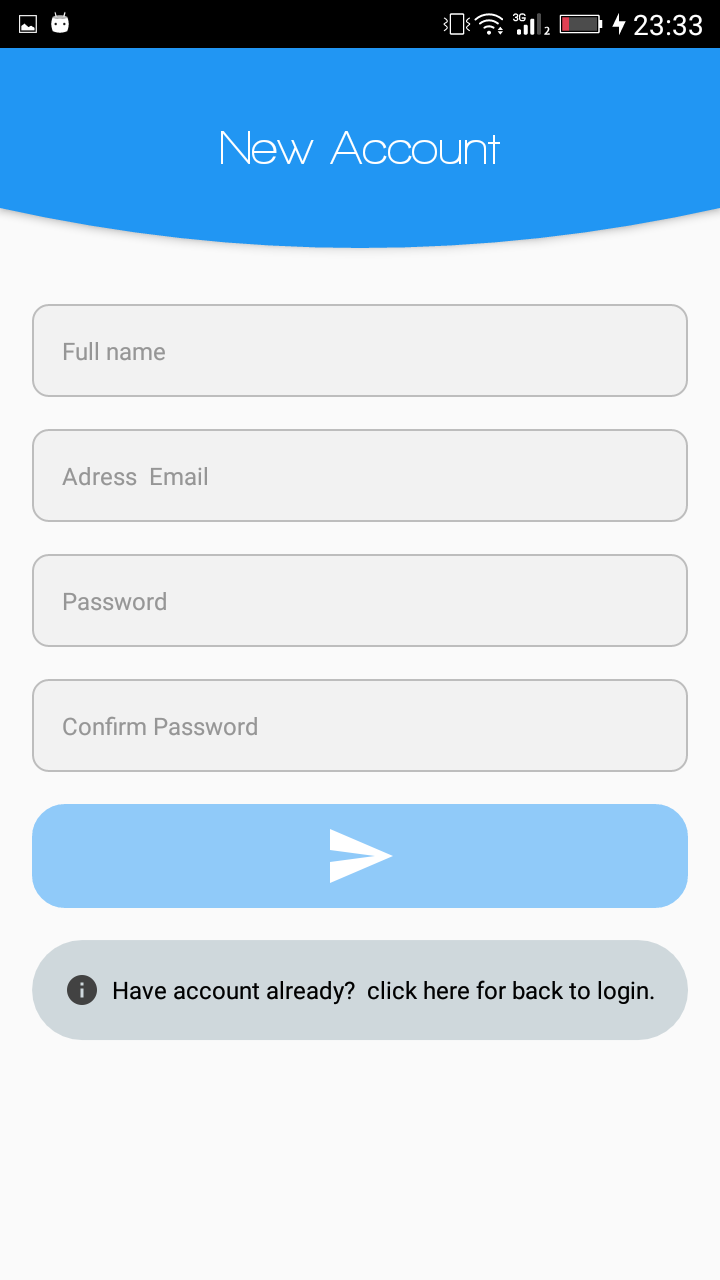 3G 2 23:33
New Account
Full name
Adress  Email
Password
Confirm Password
Have account already?  click here for back to login.